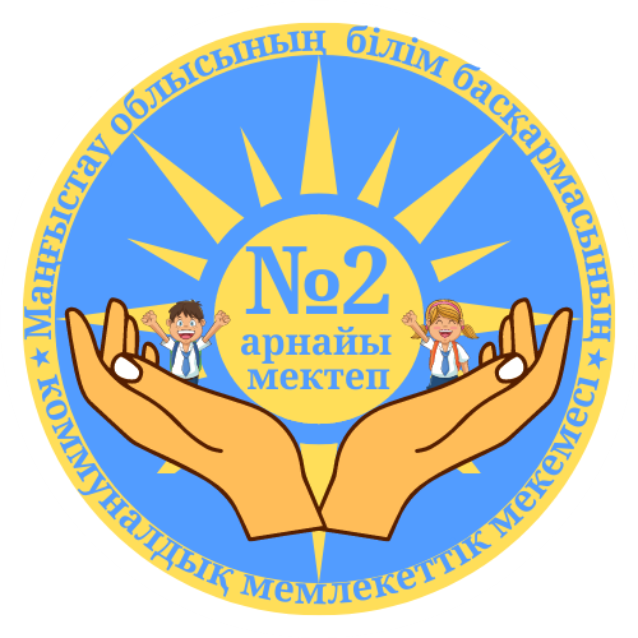 Маңғыстау облысының білім басқармасының
№2
арнайы
мектеп
★ коммуналдық мемлекеттік мекемесі ★